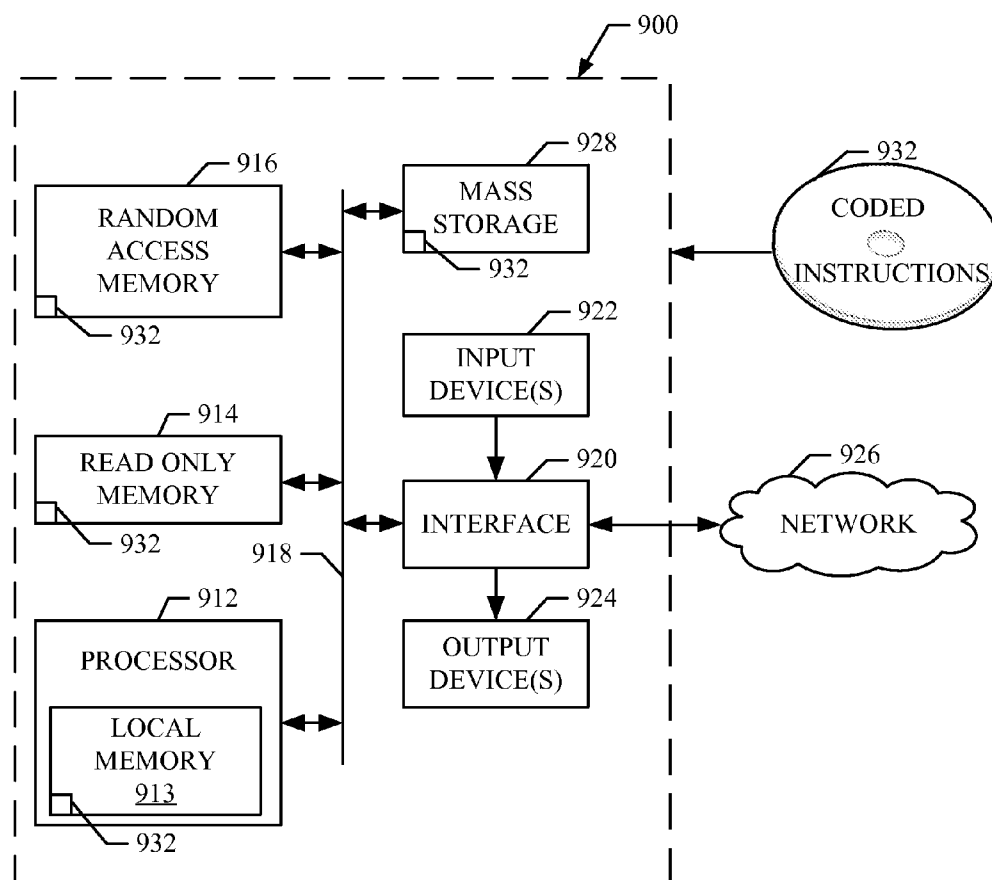 900
916
RANDOM
ACCESS
MEMORY
932
928
MASS
STORAGE
932
932
CODED
INSTRUCTIONS
922
INPUT
DEVICE(S)
914
READ ONLY
MEMORY
932
920
INTERFACE
926
NETWORK
918
912
PROCESSOR
LOCAL
MEMORY
913
932
924
OUTPUT
DEVICE(S)